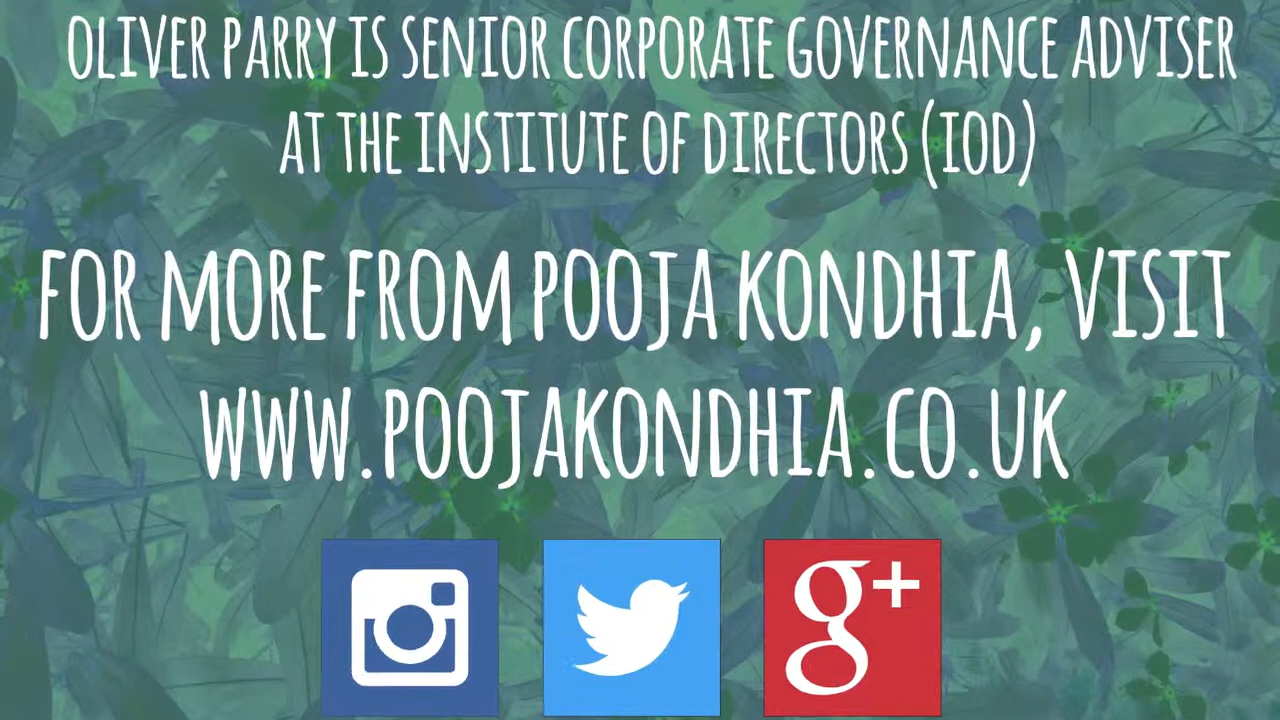 OLIVER PARRY IS SENIOR CORPORATE GOVERNANCE ADVISER
AT THE INSTITUTE OF DIRECTORS (IOD)
FOR MORE FROM POOJA KONDHIA, VISIT
WWW.POOJAKONDHIA.CO.UK
g+